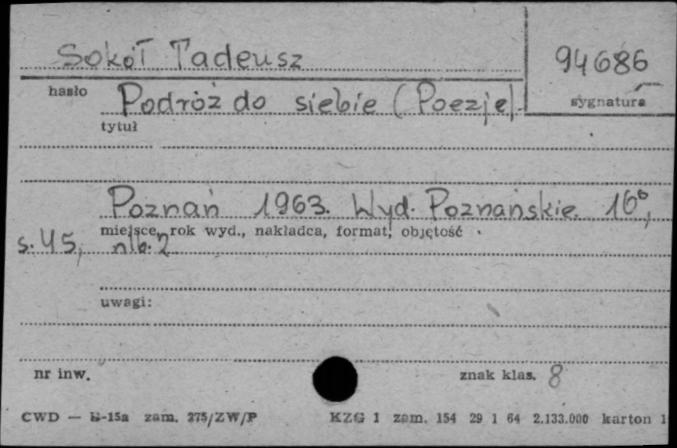 Sokół Tadeusz
94686
hasło
sygnatura
Podróż do siebie (Poezje)
tytuł
Poznań 1963. Wyd. Poznańskie. 16°,
miejsce, rok wyd., nakładca, format, objętość
s. 45, nlb. 2
uwagi:
nr inw.
znak klas. 8
CWD — B-15a zam. 275/ZW/P
KZG 1 zam. 154 29 1 64 2.133.000 karton 1